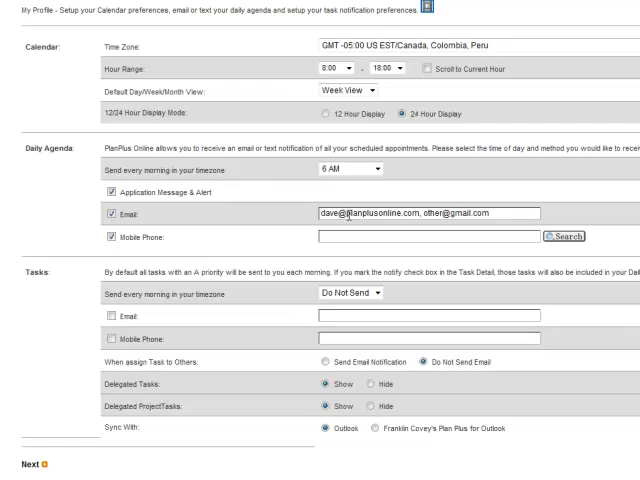 My Profile - Setup your Calendar preferences, email or text your daily agenda and setup your task notification preferences.
Calendar: Time Zone: GMT -05:00 US EST/Canada, Colombia, Peru
Hour Range: 8:00 - 18:00 Scroll to Current Hour
Default Day/Week/Month View: Week View
12/24 Hour Display Mode: 12 Hour Display 24 Hour Display
Daily Agenda: PlanPlus Online allows you to receive an email or text notification of all your scheduled appointments. Please select the time of day and method you would like to recei
Send every morning in your timezone 6 AM
Application Message & Alert
Email: dave@planplusonline.com, other@gmail.com
Mobile Phone: Search
Tasks: By default all tasks with an A priority will be sent to you each morning. If you mark the notify check box in the Task Detail, those tasks will also be included in your Dai
Send every morning in your timezone Do Not Send
Email:
Mobile Phone:
When assign Task to Others: Send Email Notification Do Not Send Email
Delegated Tasks: Show Hide
Delegated ProjectTasks: Show Hide
Sync With: Outlook Franklin Covey's Plan Plus for Outlook
Next